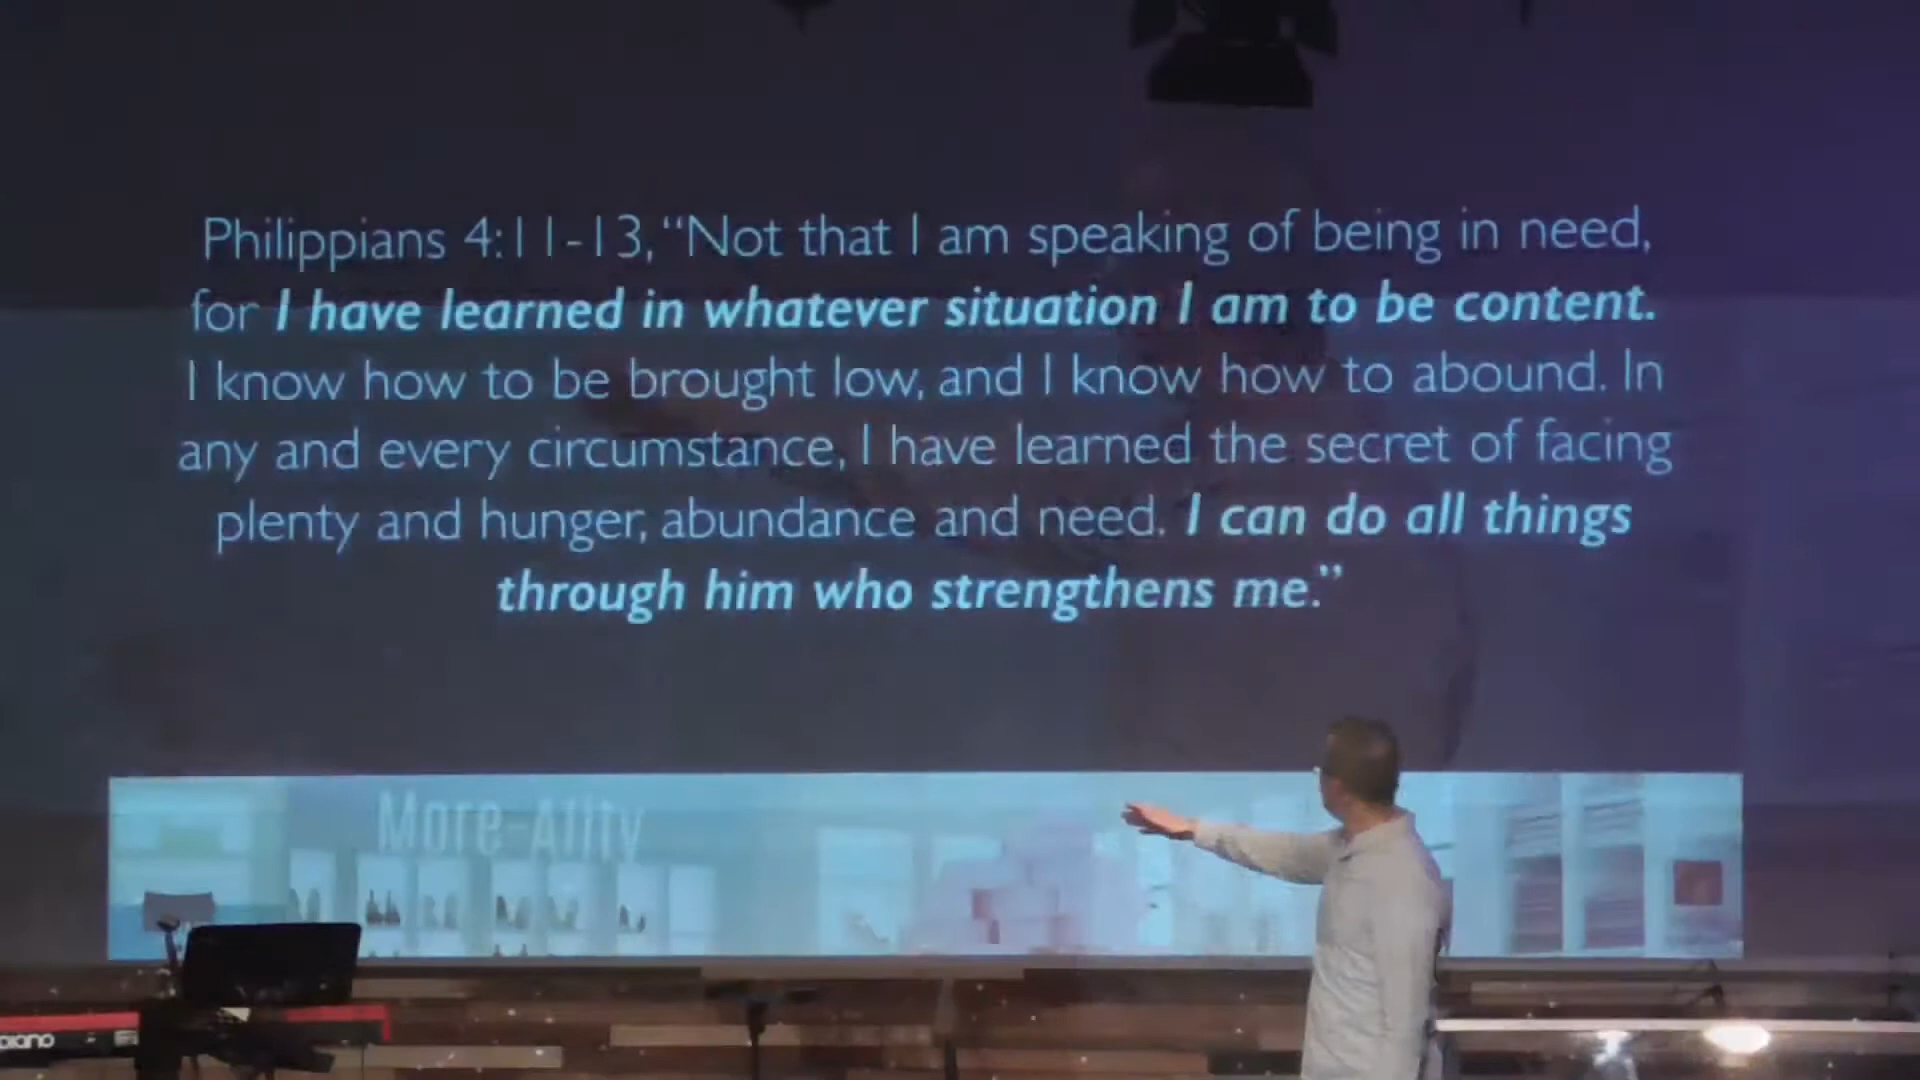 Philippians 4:11-13, “Not that I am speaking of being in need,
for I have learned in whatever situation I am to be content.
I know how to be brought low, and I know how to abound. In
any and every circumstance, I have learned the secret of facing
plenty and hunger, abundance and need. I can do all things
through him who strengthens me.”
More-Ality
piano